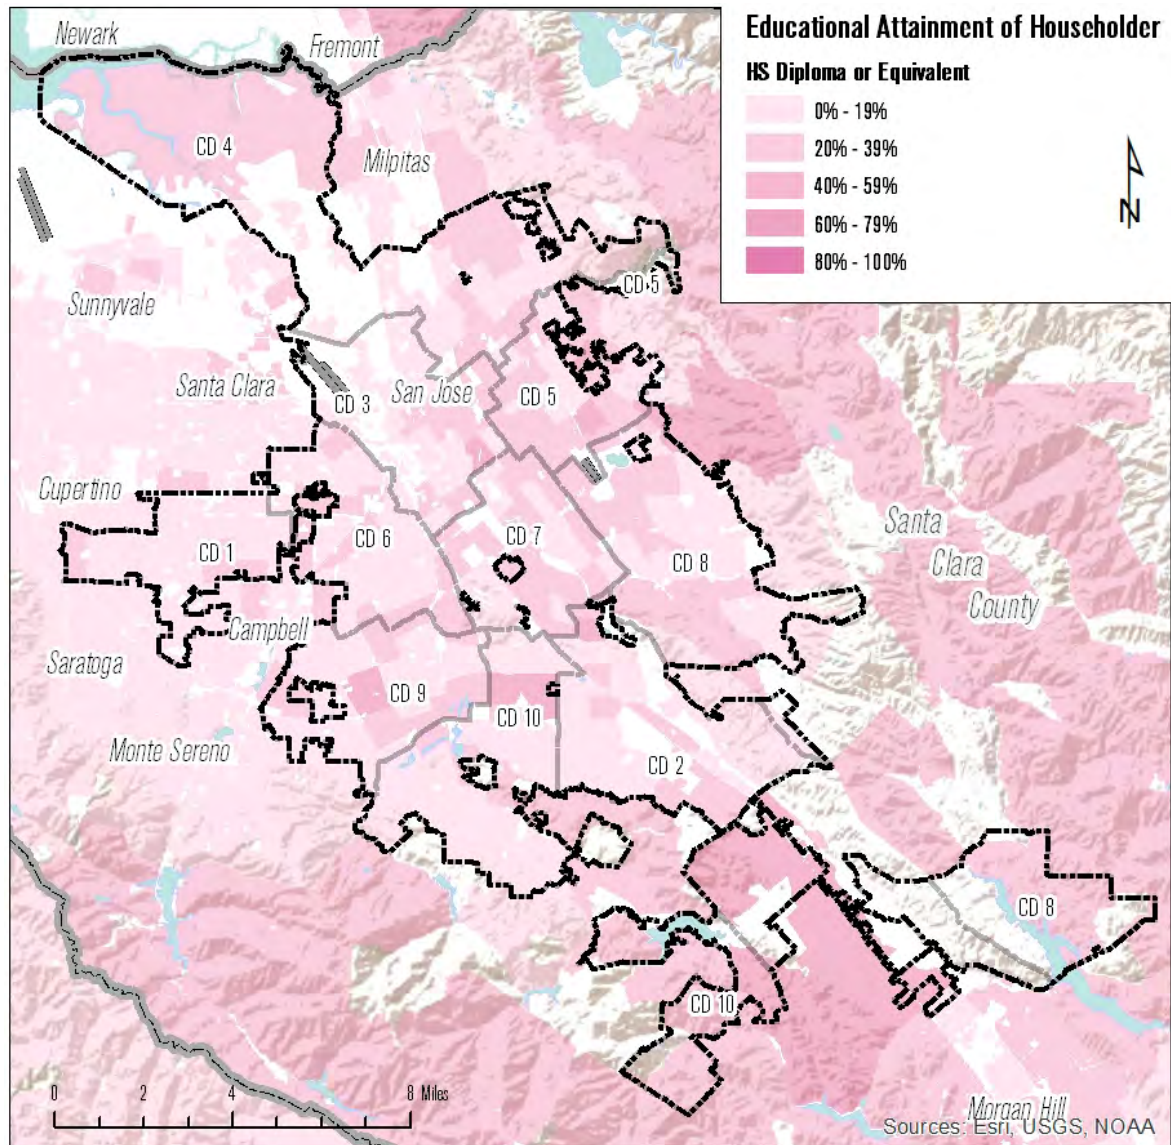 Educational Attainment of Householder
HS Diploma or Equivalent
0% - 19%
20% - 39%
40% - 59%
60% - 79%
80% - 100%
N
Newark
Fremont
CD 4
Milpitas
CD 5
Sunnyvale
Santa Clara
CD 3
San Jose
CD 5
Cupertino
CD 1
CD 6
CD 7
CD 8
Santa
Clara
County
Campbell
Saratoga
CD 9
CD 10
Monte Sereno
CD 2
CD 8
CD 10
0 2 4 8 Miles
Morgan Hill
Sources: Esri, USGS, NOAA